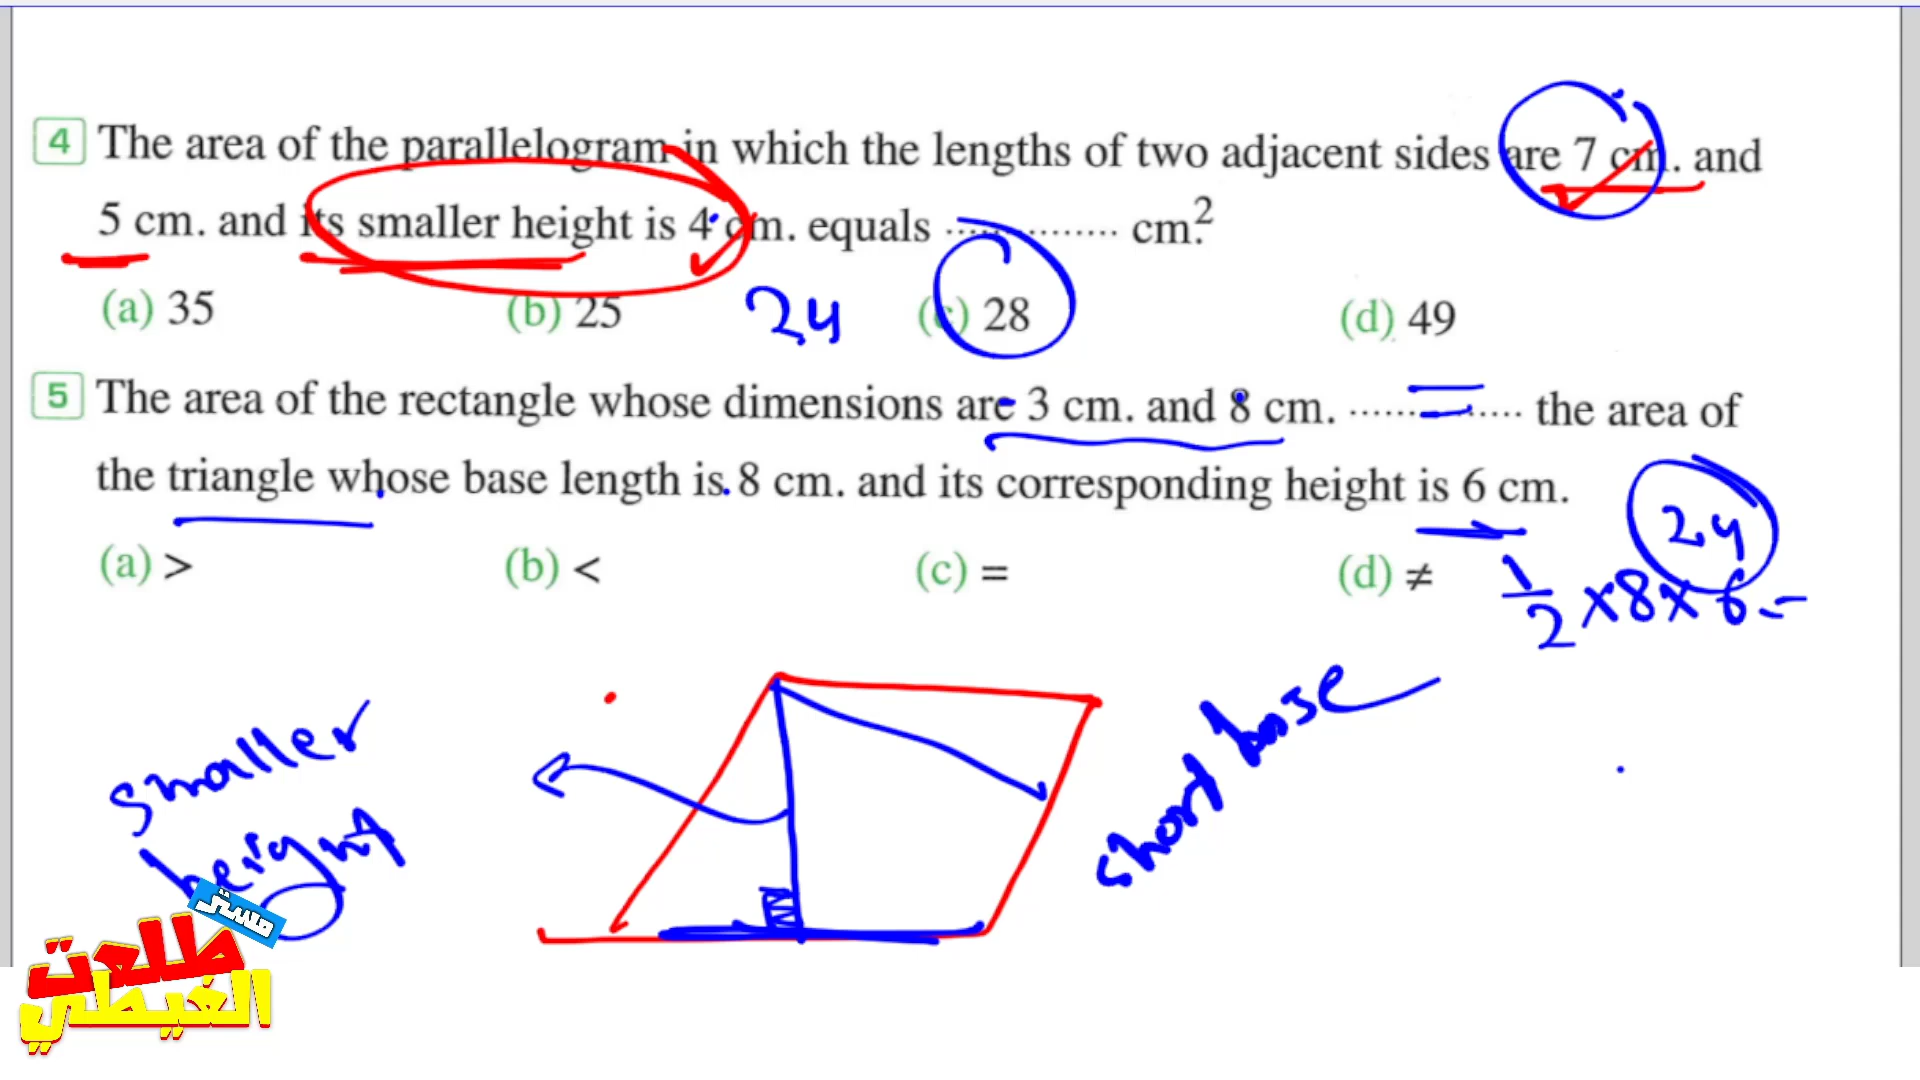 4 The area of the parallelogram in which the lengths of two adjacent sides are 7 cm. and
5 cm. and its smaller height is 4 cm. equals ............... cm.²
(a) 35 (b) 25 24 (c) 28 (d) 49
5 The area of the rectangle whose dimensions are 3 cm. and 8 cm. ...... = ...... the area of
the triangle whose base length is 8 cm. and its corresponding height is 6 cm.
24
(a) > (b) < (c) = (d) ≠
1/2 × 8 × 6 =
smaller
height
short base
مستر
طلعت
الغيطي